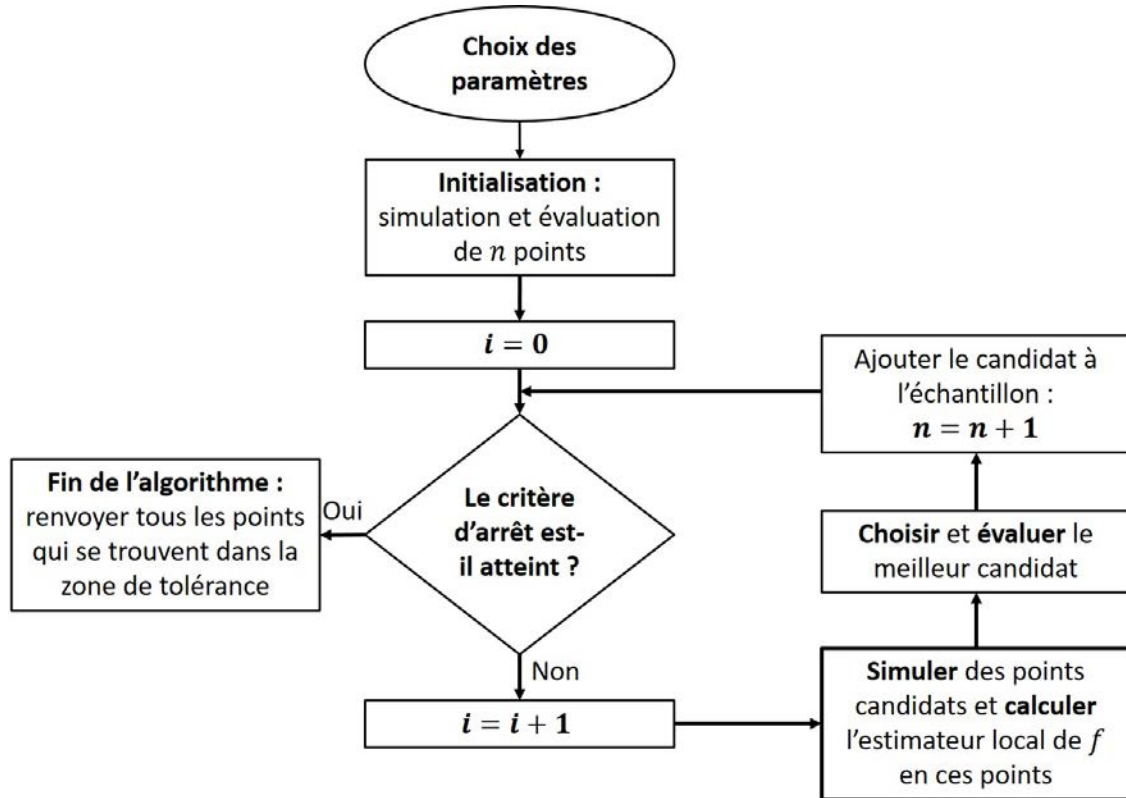 Choix des
paramètres
Initialisation :
simulation et évaluation
de n points
i = 0
Le critère
d'arrêt est-
il atteint ?
Oui
Fin de l'algorithme :
renvoyer tous les points
qui se trouvent dans la
zone de tolérance
Non
i = i + 1
Simuler des points
candidats et calculer
l'estimateur local de f
en ces points
Choisir et évaluer le
meilleur candidat
Ajouter le candidat à
l'échantillon :
n = n + 1